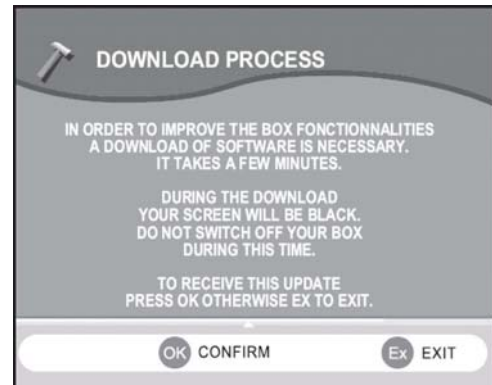 DOWNLOAD PROCESS
IN ORDER TO IMPROVE THE BOX FONCTIONNALITIES
A DOWNLOAD OF SOFTWARE IS NECESSARY.
IT TAKES A FEW MINUTES.
DURING THE DOWNLOAD
YOUR SCREEN WILL BE BLACK.
DO NOT SWITCH OFF YOUR BOX
DURING THIS TIME.
TO RECEIVE THIS UPDATE
PRESS OK OTHERWISE EX TO EXIT.
OK CONFIRM Ex EXIT